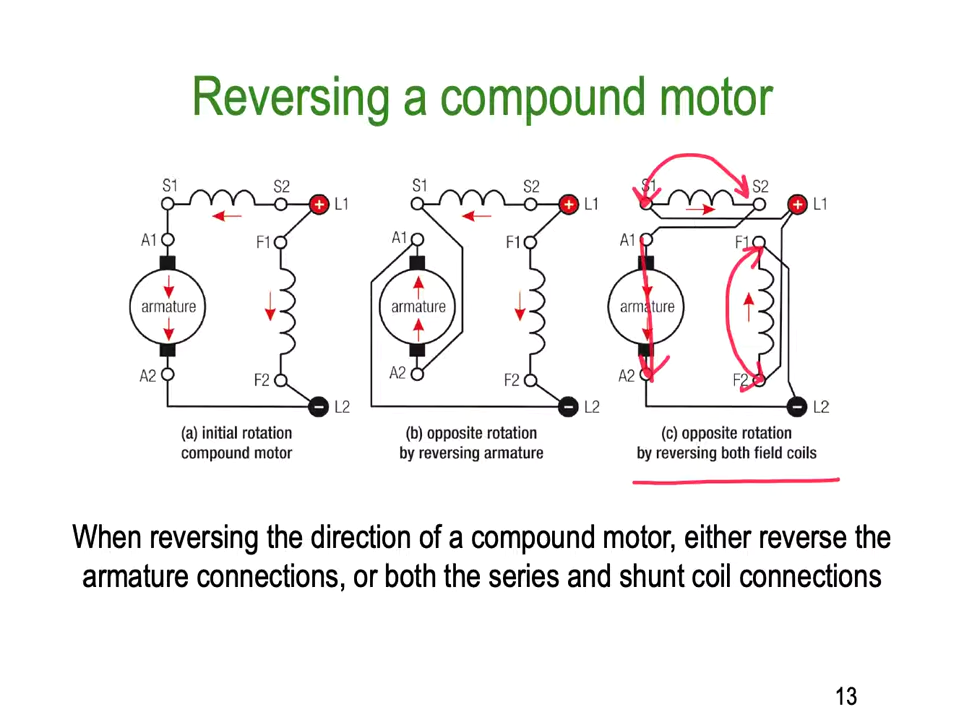 Reversing a compound motor
S1 S2 + L1
A1 F1
armature
A2 F2
- L2
(a) initial rotation
compound motor
S1 S2 + L1
A1 F1
armature
A2 F2
- L2
(b) opposite rotation
by reversing armature
S1 S2 + L1
A1 F1
armature
A2 F2
- L2
(c) opposite rotation
by reversing both field coils
When reversing the direction of a compound motor, either reverse the
armature connections, or both the series and shunt coil connections
13